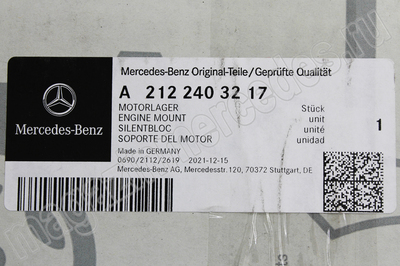 Mercedes-Benz Original-Teile/Geprüfte Qualität
A 212 240 32 17
MOTORLAGER Stück
ENGINE MOUNT unit
SILENTBLOC unité
SOPORTE DEL MOTOR unidad
1
Made in GERMANY
0690/2112/2619 2021-12-15
Mercedes-Benz AG, Mercedesstr.120, 70372 Stuttgart, DE
Mercedes-Benz